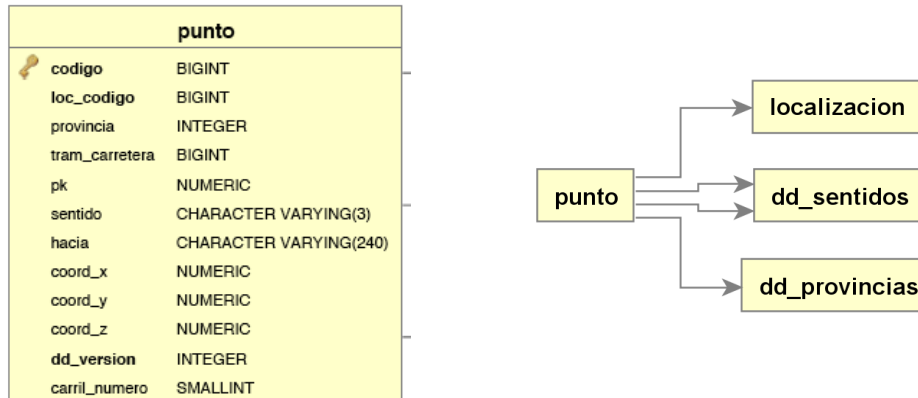 punto
codigo BIGINT
loc_codigo BIGINT
provincia INTEGER
tram_carretera BIGINT
pk NUMERIC
sentido CHARACTER VARYING(3)
hacia CHARACTER VARYING(240)
coord_x NUMERIC
coord_y NUMERIC
coord_z NUMERIC
dd_version INTEGER
carril_numero SMALLINT
punto
localizacion
dd_sentidos
dd_provincias